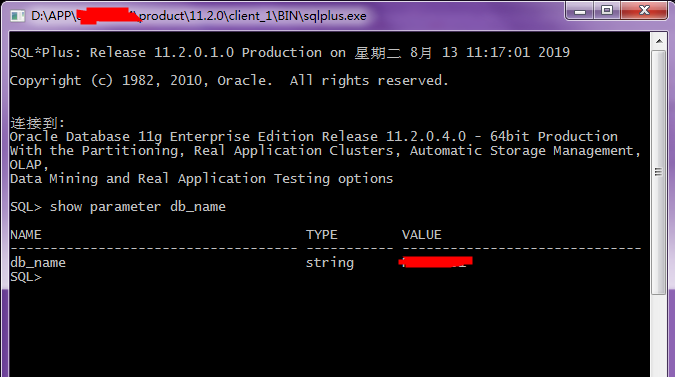 D:\APP\ \product\11.2.0\client_1\BIN\sqlplus.exe
SQL*Plus: Release 11.2.0.1.0 Production on 星期二 8月 13 11:17:01 2019
Copyright (c) 1982, 2010, Oracle.  All rights reserved.
连接到:
Oracle Database 11g Enterprise Edition Release 11.2.0.4.0 - 64bit Production
With the Partitioning, Real Application Clusters, Automatic Storage Management,
OLAP,
Data Mining and Real Application Testing options
SQL> show parameter db_name
NAME                                 TYPE        VALUE
------------------------------------ ----------- ------------------------------
db_name                              string
SQL>